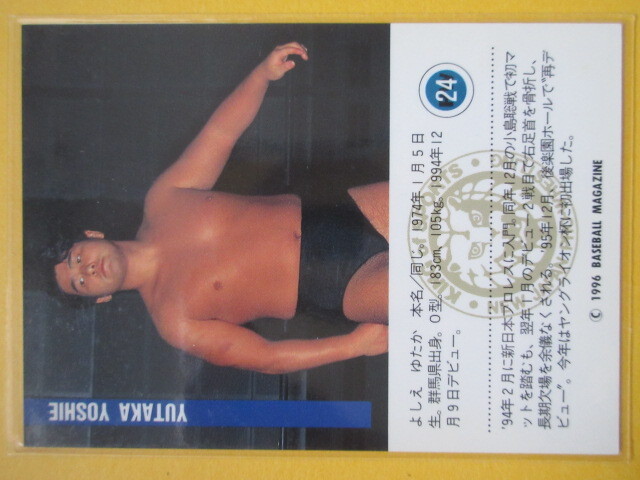 YUTAKA YOSHIE
24
よしえ ゆたか 本名／同じ。1974年1月5日
生。群馬県出身。O型。183cm、105kg。1994年12
月9日デビュー。
'94年2月に新日本プロレスに入門。同年12月の小島聡戦で初マ
ットを踏むも、翌年1月のデビュー2戦目で右足首を骨折し、
長期欠場を余儀なくされる。'95年12月、後楽園ホールで"再デ
ビュー"。今年はヤングライオン杯に初出場した。
© 1996 BASEBALL MAGAZINE